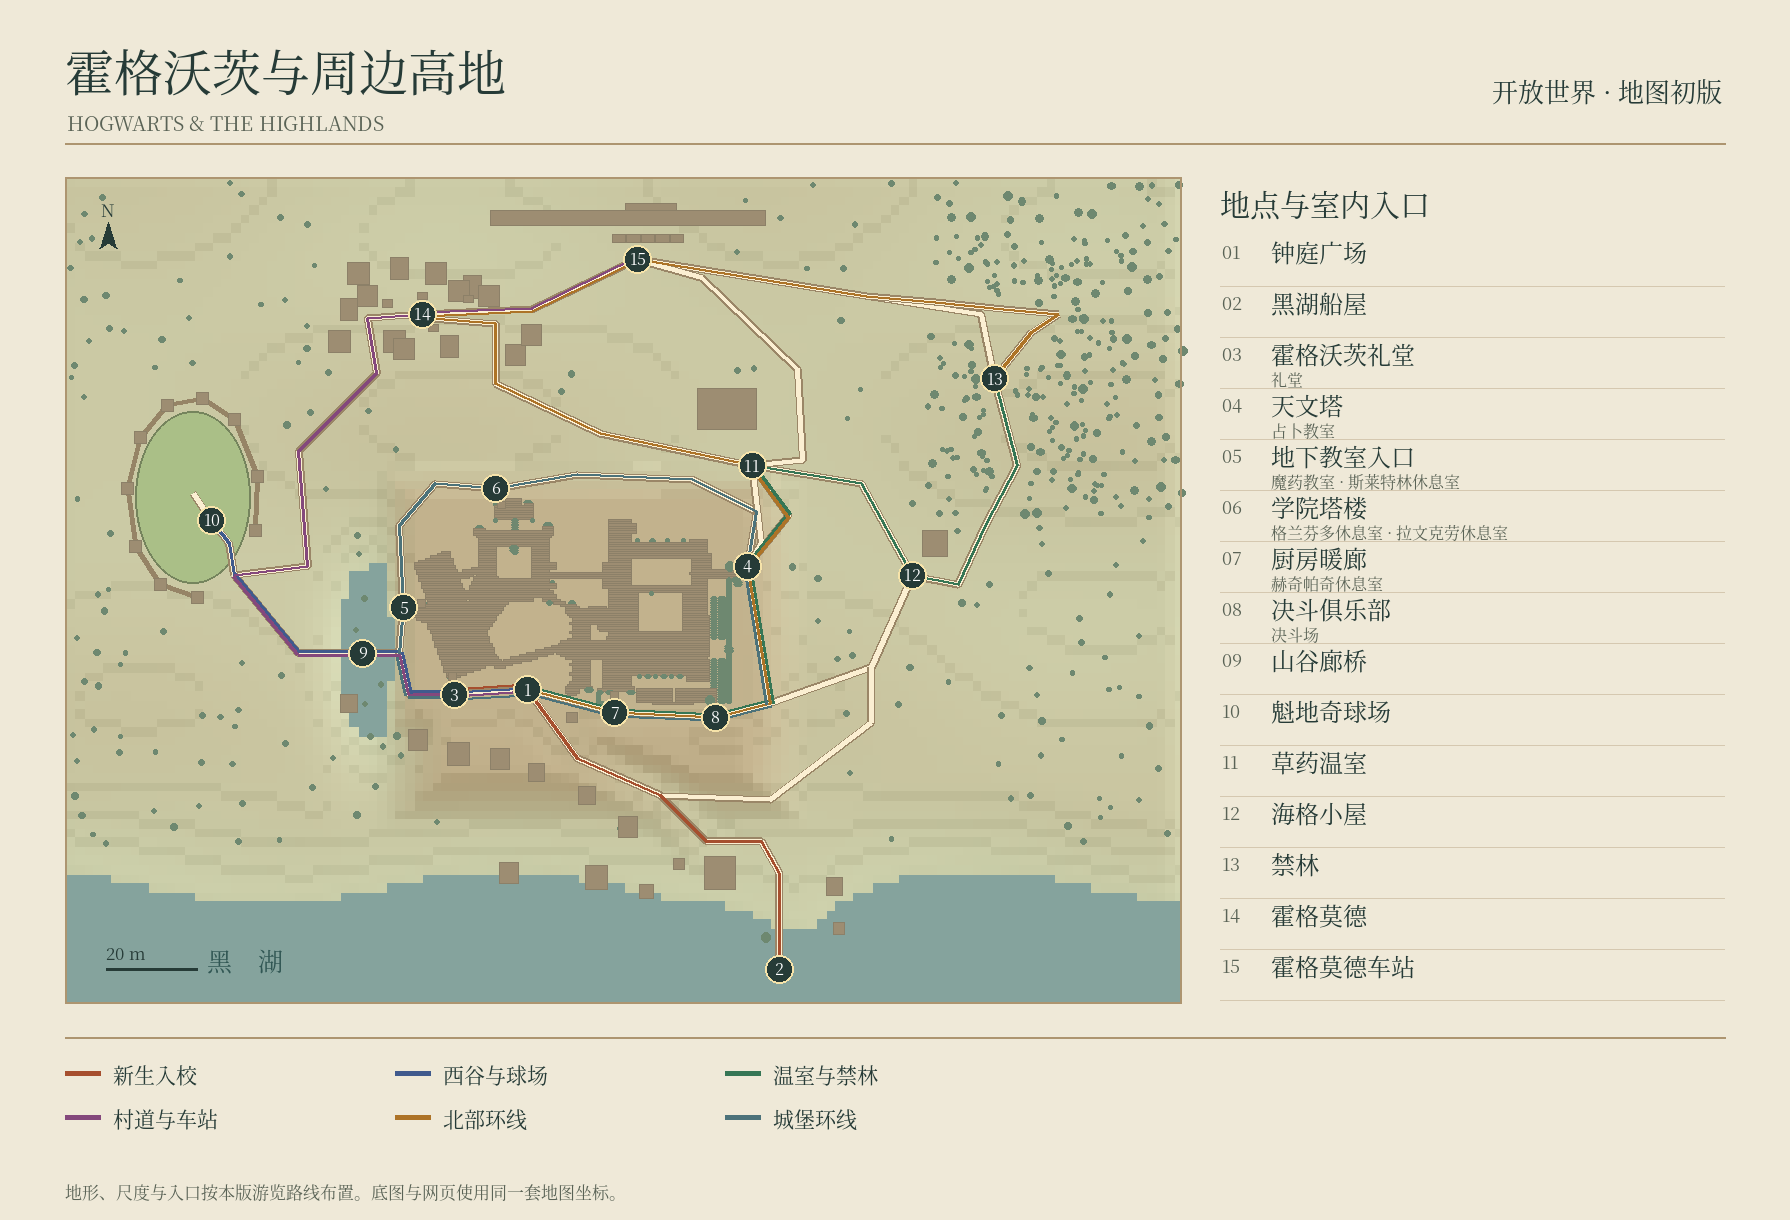 霍格沃茨与周边高地
HOGWARTS & THE HIGHLANDS
开放世界 · 地图初版
N
15
14
13
11
10
6
4
12
5
9
3
1
7
8
2
20 m
黑 湖
地点与室内入口
01 钟庭广场
02 黑湖船屋
03 霍格沃茨礼堂
礼堂
04 天文塔
占卜教室
05 地下教室入口
魔药教室 · 斯莱特林休息室
06 学院塔楼
格兰芬多休息室 · 拉文克劳休息室
07 厨房暖廊
赫奇帕奇休息室
08 决斗俱乐部
决斗场
09 山谷廊桥
10 魁地奇球场
11 草药温室
12 海格小屋
13 禁林
14 霍格莫德
15 霍格莫德车站
新生入校
西谷与球场
温室与禁林
村道与车站
北部环线
城堡环线
地形、尺度与入口按本版游览路线布置。底图与网页使用同一套地图坐标。